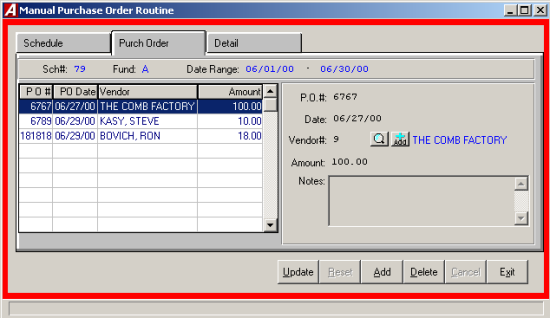 Manual Purchase Order Routine
Schedule Purch Order Detail
Sch#: 79 Fund: A Date Range: 06/01/00 - 06/30/00
P O # PO Date Vendor Amount
6767 06/27/00 THE COMB FACTORY 100.00
6789 06/29/00 KASY, STEVE 10.00
181818 06/29/00 BOVICH, RON 18.00
P.O.#: 6767
Date: 06/27/00
Vendor#: 9 Add THE COMB FACTORY
Amount: 100.00
Notes:
Update Reset Add Delete Cancel Exit